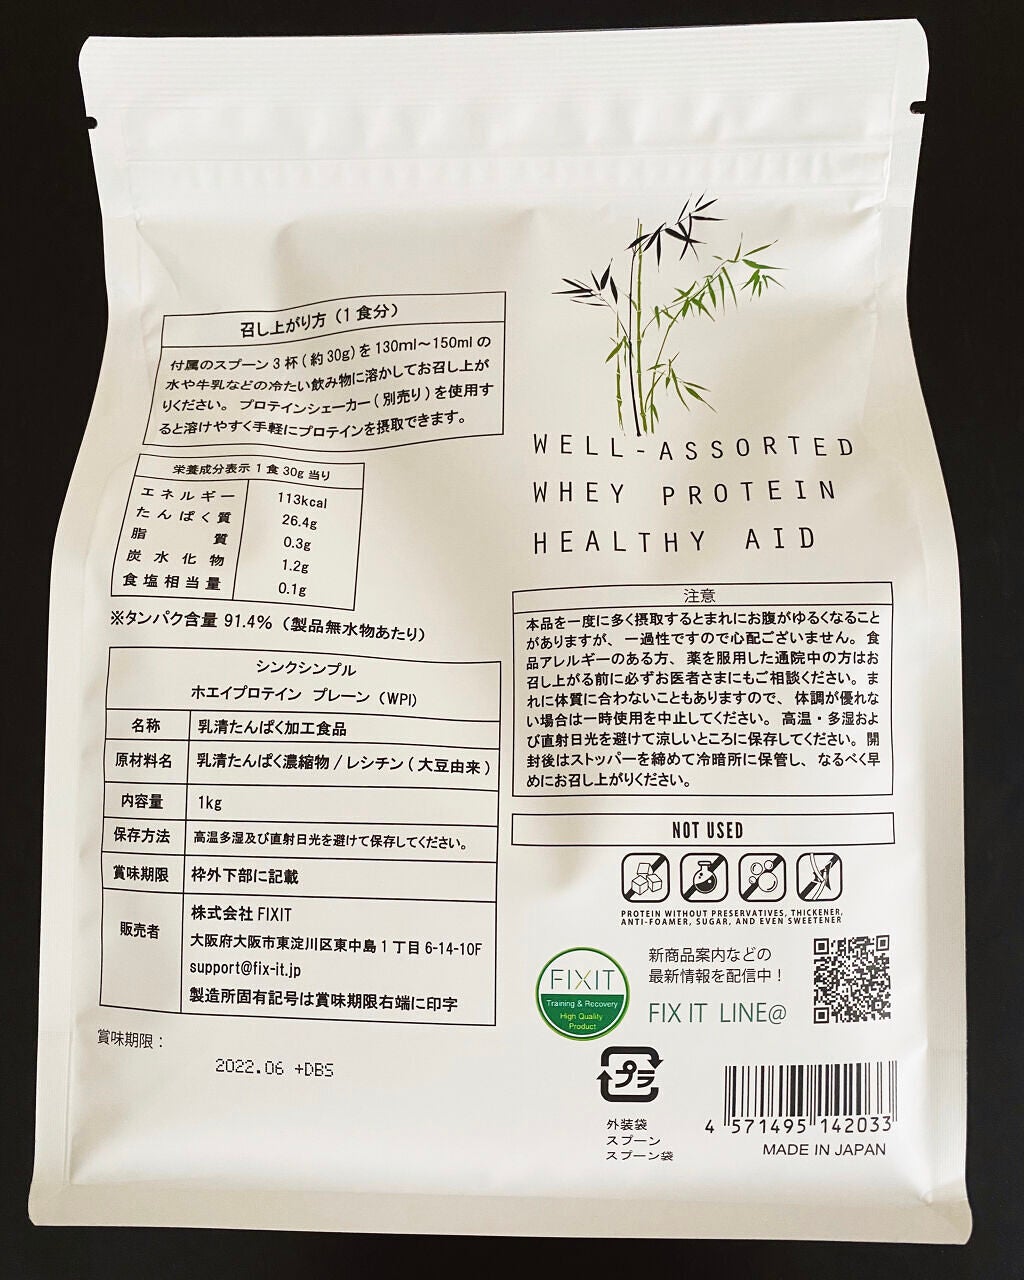 召し上がり方（1食分）
付属のスプーン3杯(約30g)を130ml～150mlの
水や牛乳などの冷たい飲み物に溶かしてお召し上が
りください。プロテインシェーカー(別売り)を使用す
ると溶けやすく手軽にプロテインを摂取できます。
栄養成分表示 1食30g当り
エネルギー 113kcal
たんぱく質 26.4g
脂質 0.3g
炭水化物 1.2g
食塩相当量 0.1g
※タンパク含量 91.4%（製品無水物あたり）
シンクシンプル
ホエイプロテイン プレーン（WPI）
名称 乳清たんぱく加工食品
原材料名 乳清たんぱく濃縮物/レシチン(大豆由来)
内容量 1kg
保存方法 高温多湿及び直射日光を避けて保存してください。
賞味期限 枠外下部に記載
販売者 株式会社FIXIT
大阪府大阪市東淀川区東中島1丁目6-14-10F
support@fix-it.jp
製造所固有記号は賞味期限右端に印字
賞味期限：
2022.06 +DBS
WELL-ASSORTED
WHEY PROTEIN
HEALTHY AID
注意
本品を一度に多く摂取するとまれにお腹がゆるくなること
がありますが、一過性ですので心配ございません。食
品アレルギーのある方、薬を服用した通院中の方はお
召し上がる前に必ずお医者さまにもご相談ください。ま
れに体質に合わないこともありますので、体調が優れな
い場合は一時使用を中止してください。高温・多湿およ
び直射日光を避けて涼しいところに保存してください。開
封後はストッパーを締めて冷暗所に保管し、なるべく早
めにお召し上がりください。
NOT USED
PROTEIN WITHOUT PRESERVATIVES, THICKENER,
ANTI-FOAMER, SUGAR, AND EVEN SWEETENER
FIXIT
Training & Recovery
High Quality
Product
新商品案内などの
最新情報を配信中！
FIX IT LINE@
プラ
外装袋
スプーン
スプーン袋
4 571495 142033
MADE IN JAPAN